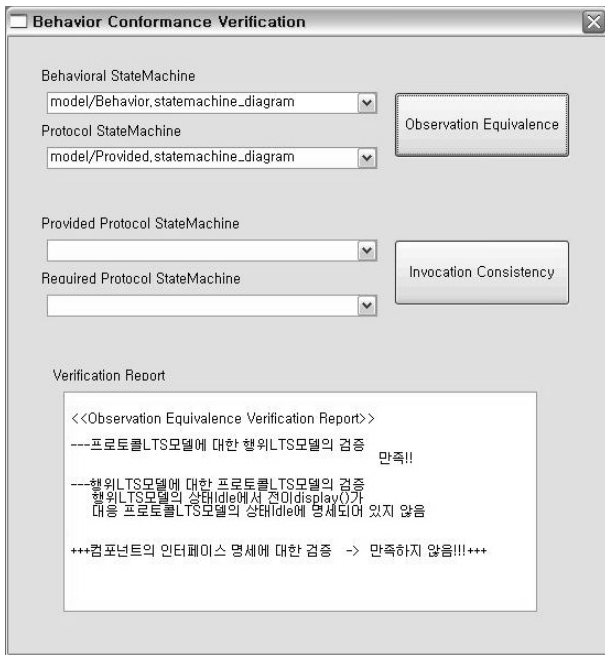 Behavior Conformance Verification
Behavioral StateMachine
model/Behavior.statemachine_diagram
Observation Equivalence
Protocol StateMachine
model/Provided.statemachine_diagram
Provided Protocol StateMachine
Invocation Consistency
Required Protocol StateMachine
Verification Report
<<Observation Equivalence Verification Report>>
---프로토콜LTS모델에 대한 행위LTS모델의 검증
만족!!
---행위LTS모델에 대한 프로토콜LTS모델의 검증
행위LTS모델의 상태Idle에서 전이display()가
대응 프로토콜LTS모델의 상태Idle에 명세되어 있지 않음
+++컴포넌트의 인터페이스 명세에 대한 검증 -> 만족하지 않음!!!+++